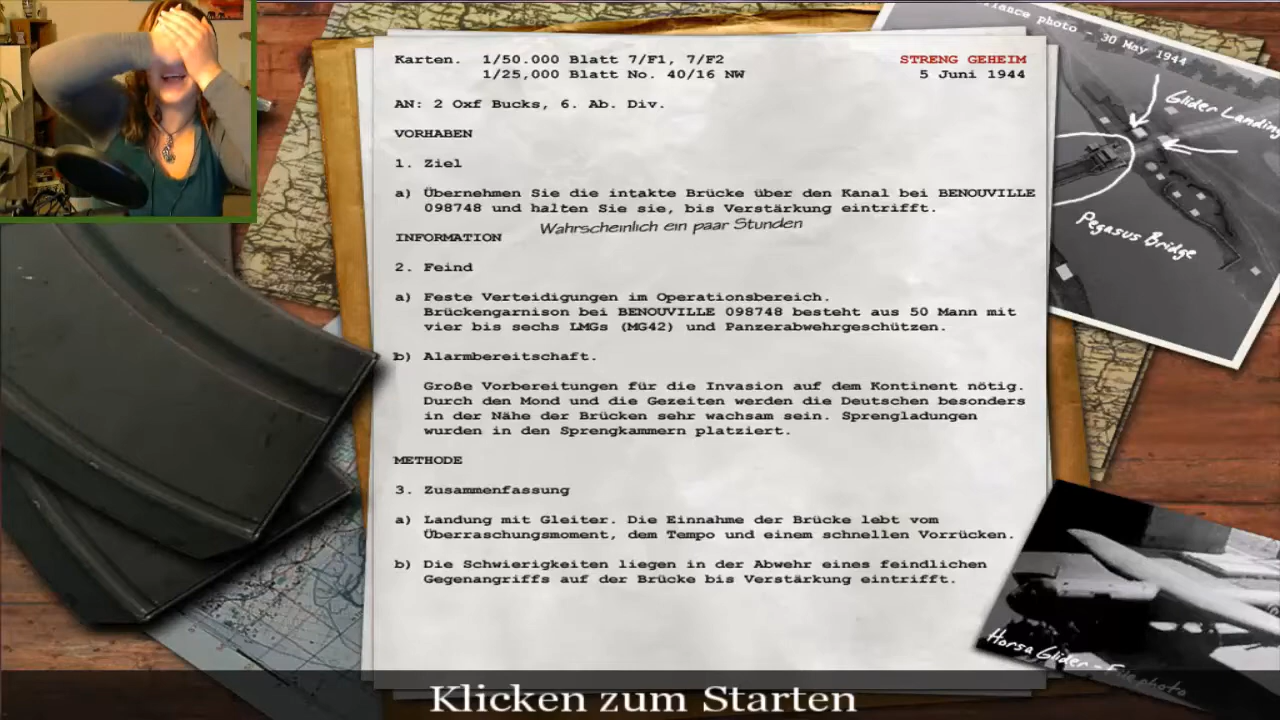 Karten. 1/50.000 Blatt 7/F1, 7/F2
1/25,000 Blatt No. 40/16 NW
STRENG GEHEIM
5 Juni 1944
AN: 2 Oxf Bucks, 6. Ab. Div.
VORHABEN
1. Ziel
a) Übernehmen Sie die intakte Brücke über den Kanal bei BENOUVILLE
098748 und halten Sie sie, bis Verstärkung eintrifft.
Wahrscheinlich ein paar Stunden
INFORMATION
2. Feind
a) Feste Verteidigungen im Operationsbereich.
Brückengarnison bei BENOUVILLE 098748 besteht aus 50 Mann mit
vier bis sechs LMGs (MG42) und Panzerabwehrgeschützen.
b) Alarmbereitschaft.
Große Vorbereitungen für die Invasion auf dem Kontinent nötig.
Durch den Mond und die Gezeiten werden die Deutschen besonders
in der Nähe der Brücken sehr wachsam sein. Sprengladungen
wurden in den Sprengkammern platziert.
METHODE
3. Zusammenfassung
a) Landung mit Gleiter. Die Einnahme der Brücke lebt vom
Überraschungsmoment, dem Tempo und einem schnellen Vorrücken.
b) Die Schwierigkeiten liegen in der Abwehr eines feindlichen
Gegenangriffs auf der Brücke bis Verstärkung eintrifft.
photo - 30 May 1944
Glider Landing
Pegasus Bridge
Horsa Glider - File photo
Klicken zum Starten